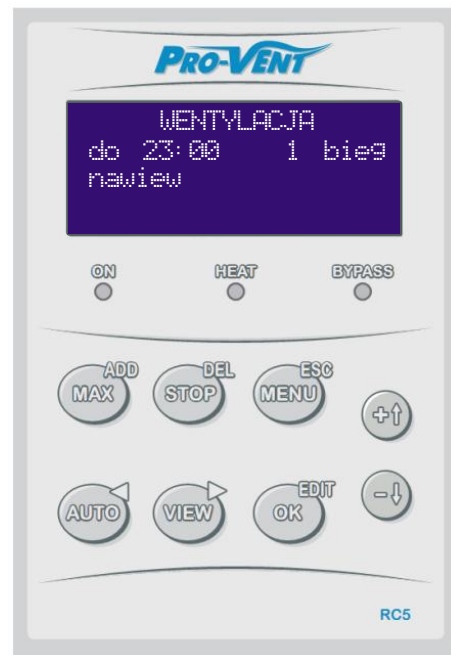 PRO-VENT
WENTYLACJA
do 23:00 1 bieg
nawiew
ON HEAT BYPASS
ADD DEL ESC
MAX STOP MENU
+
EDIT
AUTO VIEW OK -
RC5